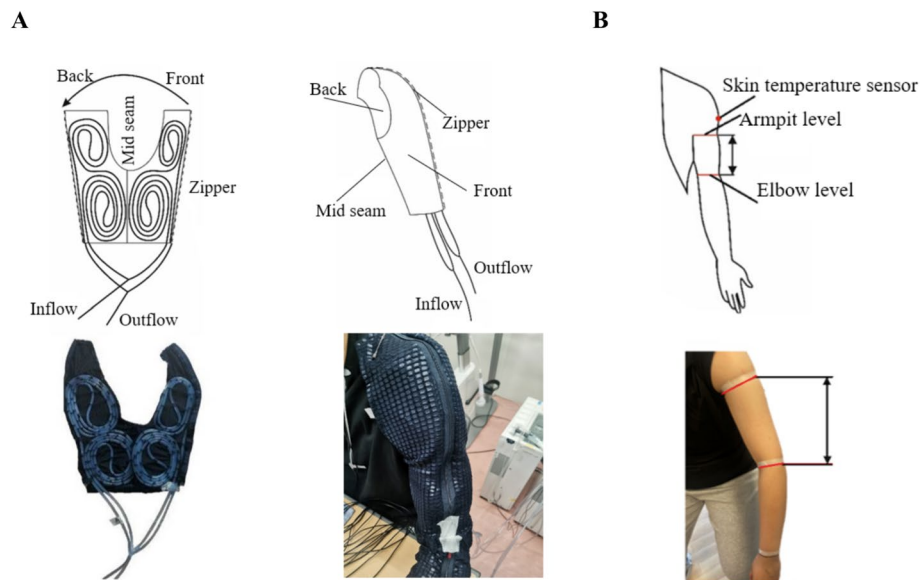 A
B
Back
Front
Mid seam
Zipper
Inflow
Outflow
Back
Zipper
Front
Mid seam
Outflow
Inflow
Skin temperature sensor
Armpit level
Elbow level